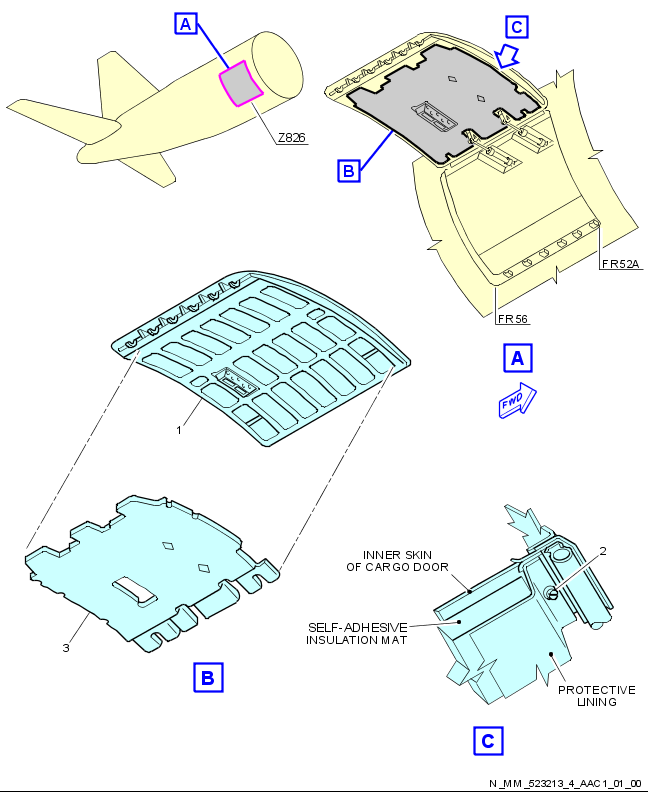 A
C
Z826
B
FR52A
FR56
A
FWD
1
INNER SKIN
OF CARGO DOOR
2
SELF-ADHESIVE
INSULATION MAT
3
B
PROTECTIVE
LINING
C
N_MM_523213_4_AAC1_01_00